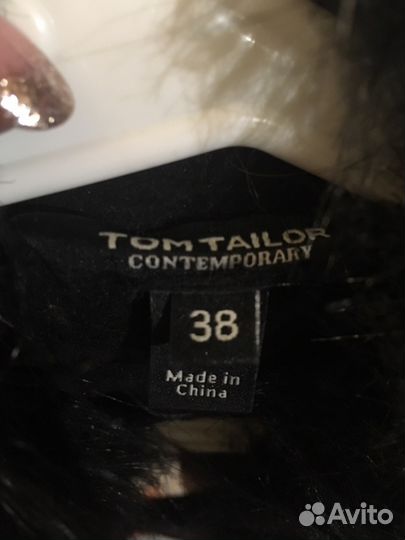 TOM TAILOR
CONTEMPORARY
38
Made in
China
Avito